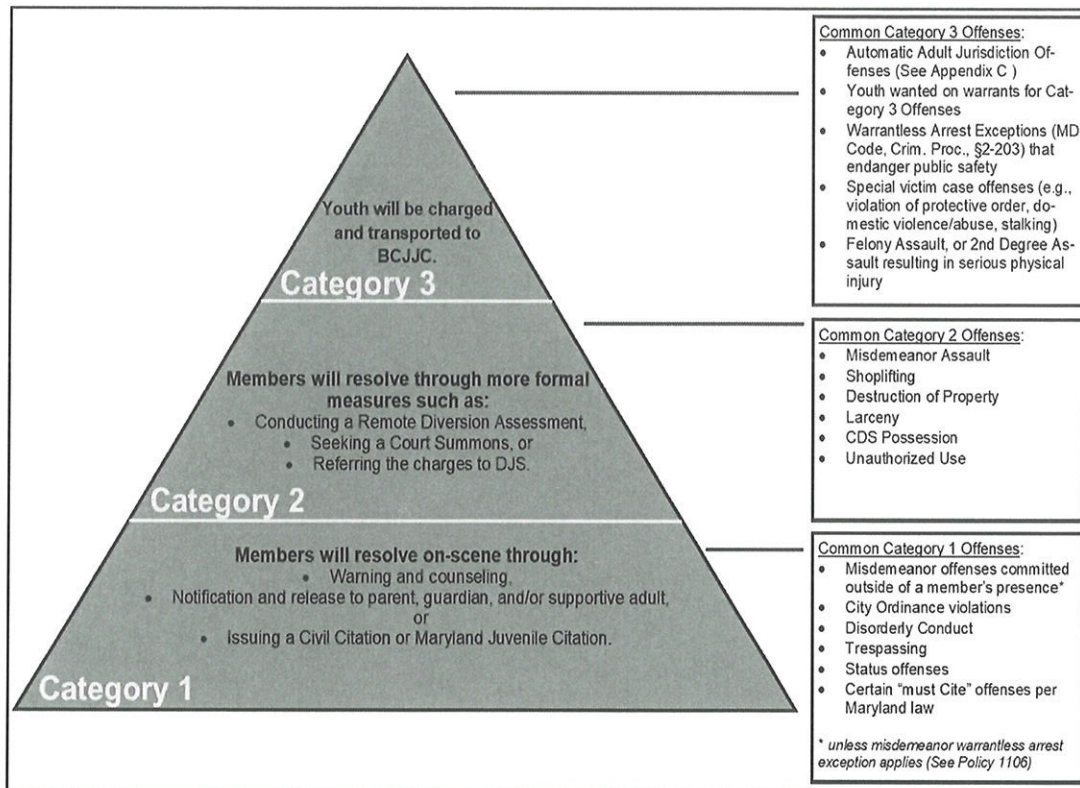 Youth will be charged
and transported to
BCJJC.
Category 3
Members will resolve through more formal
measures such as:
• Conducting a Remote Diversion Assessment,
• Seeking a Court Summons, or
• Referring the charges to DJS.
Category 2
Members will resolve on-scene through:
• Warning and counseling,
• Notification and release to parent, guardian, and/or supportive adult,
or
• Issuing a Civil Citation or Maryland Juvenile Citation.
Category 1
Common Category 3 Offenses:
• Automatic Adult Jurisdiction Of-
fenses (See Appendix C )
• Youth wanted on warrants for Cat-
egory 3 Offenses
• Warrantless Arrest Exceptions (MD
Code, Crim. Proc., §2-203) that
endanger public safety
• Special victim case offenses (e.g.,
violation of protective order, do-
mestic violence/abuse, stalking)
• Felony Assault, or 2nd Degree As-
sault resulting in serious physical
injury
Common Category 2 Offenses:
• Misdemeanor Assault
• Shoplifting
• Destruction of Property
• Larceny
• CDS Possession
• Unauthorized Use
Common Category 1 Offenses:
• Misdemeanor offenses committed
outside of a member's presence*
• City Ordinance violations
• Disorderly Conduct
• Trespassing
• Status offenses
• Certain "must Cite" offenses per
Maryland law
* unless misdemeanor warrantless arrest
exception applies (See Policy 1106)